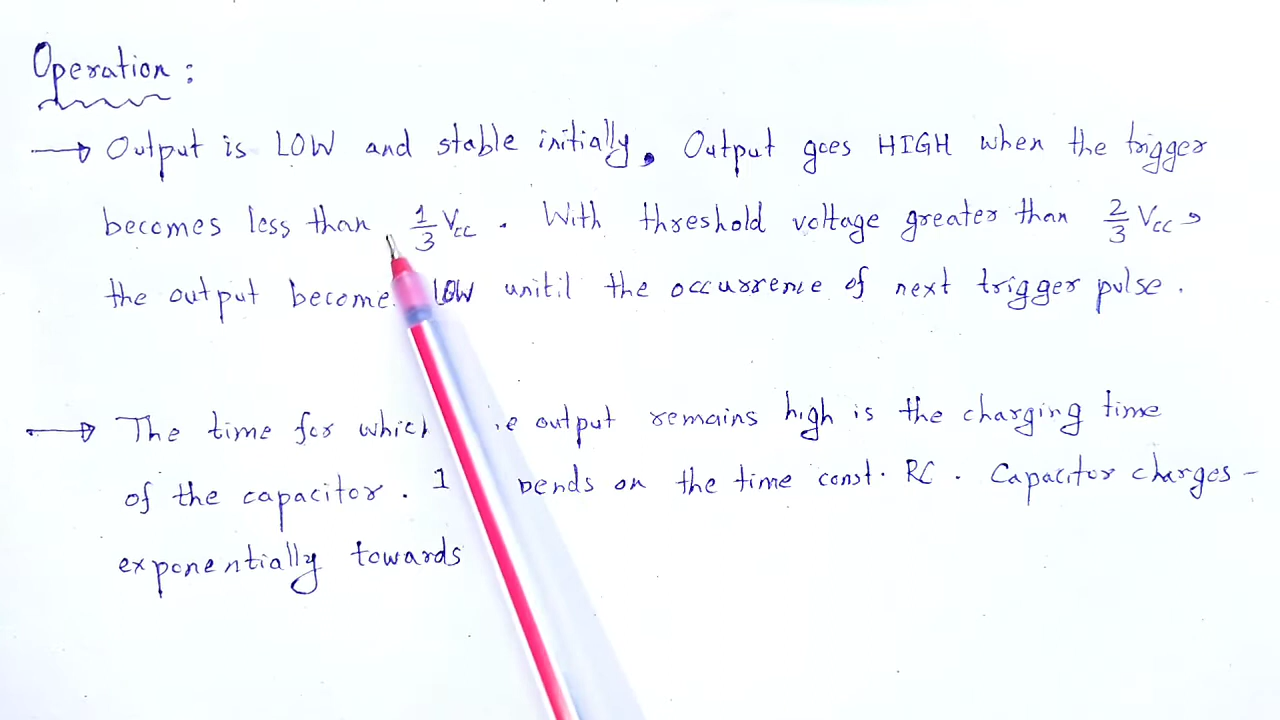 Operation :
→ Output is LOW and stable initially. Output goes HIGH when the trigger
becomes less than 1/3 Vcc . With threshold voltage greater than 2/3 Vcc ,
the output become LOW unitil the occurrence of next trigger pulse .
→ The time for which output remains high is the charging time
of the capacitor . on the time const. RC . Capacitor charges -
exponentially towards